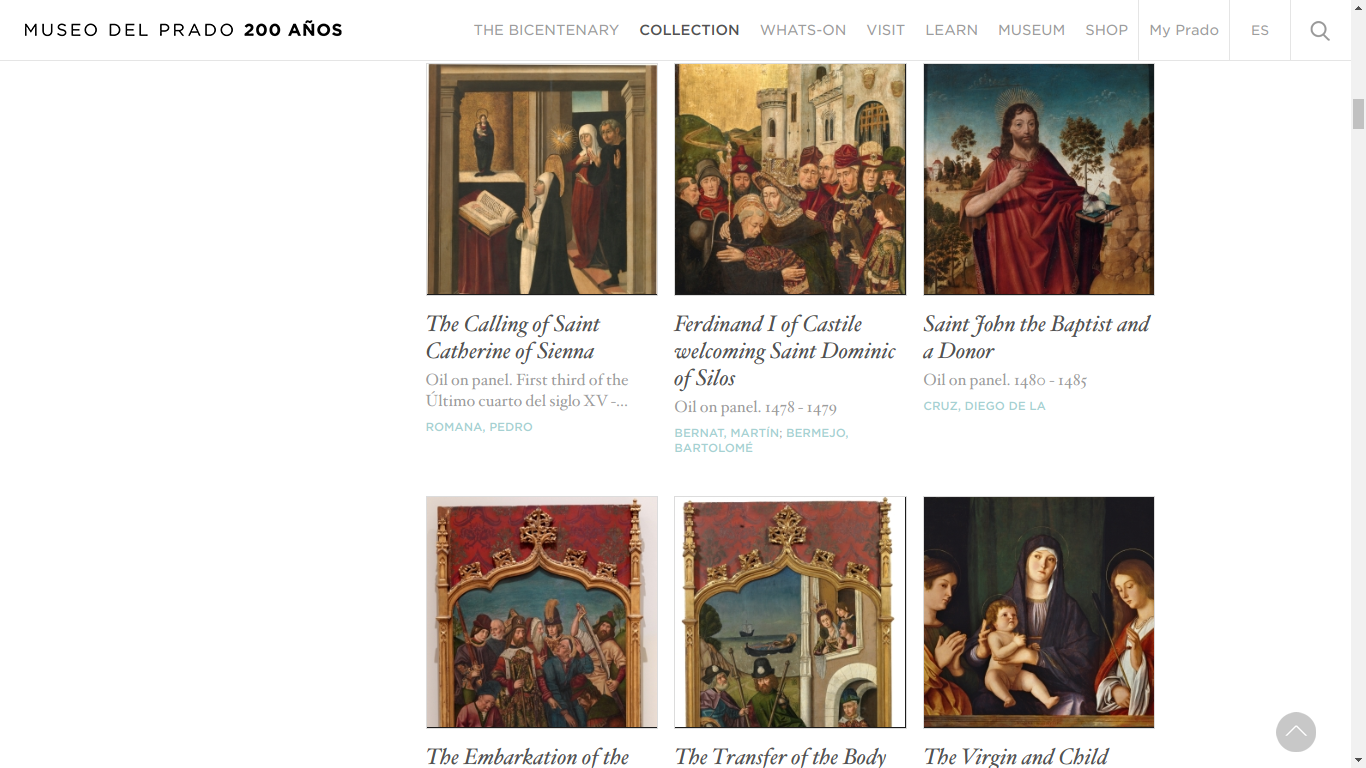 MUSEO DEL PRADO 200 AÑOS
THE BICENTENARY
COLLECTION
WHATS-ON
VISIT
LEARN
MUSEUM
SHOP
My Prado
ES
The Calling of Saint
Catherine of Sienna
Oil on panel. First third of the
Último cuarto del siglo XV -...
ROMANA, PEDRO
Ferdinand I of Castile
welcoming Saint Dominic
of Silos
Oil on panel. 1478 - 1479
BERNAT, MARTÍN; BERMEJO,
BARTOLOMÉ
Saint John the Baptist and
a Donor
Oil on panel. 1480 - 1485
CRUZ, DIEGO DE LA
The Embarkation of the
The Transfer of the Body
The Virgin and Child